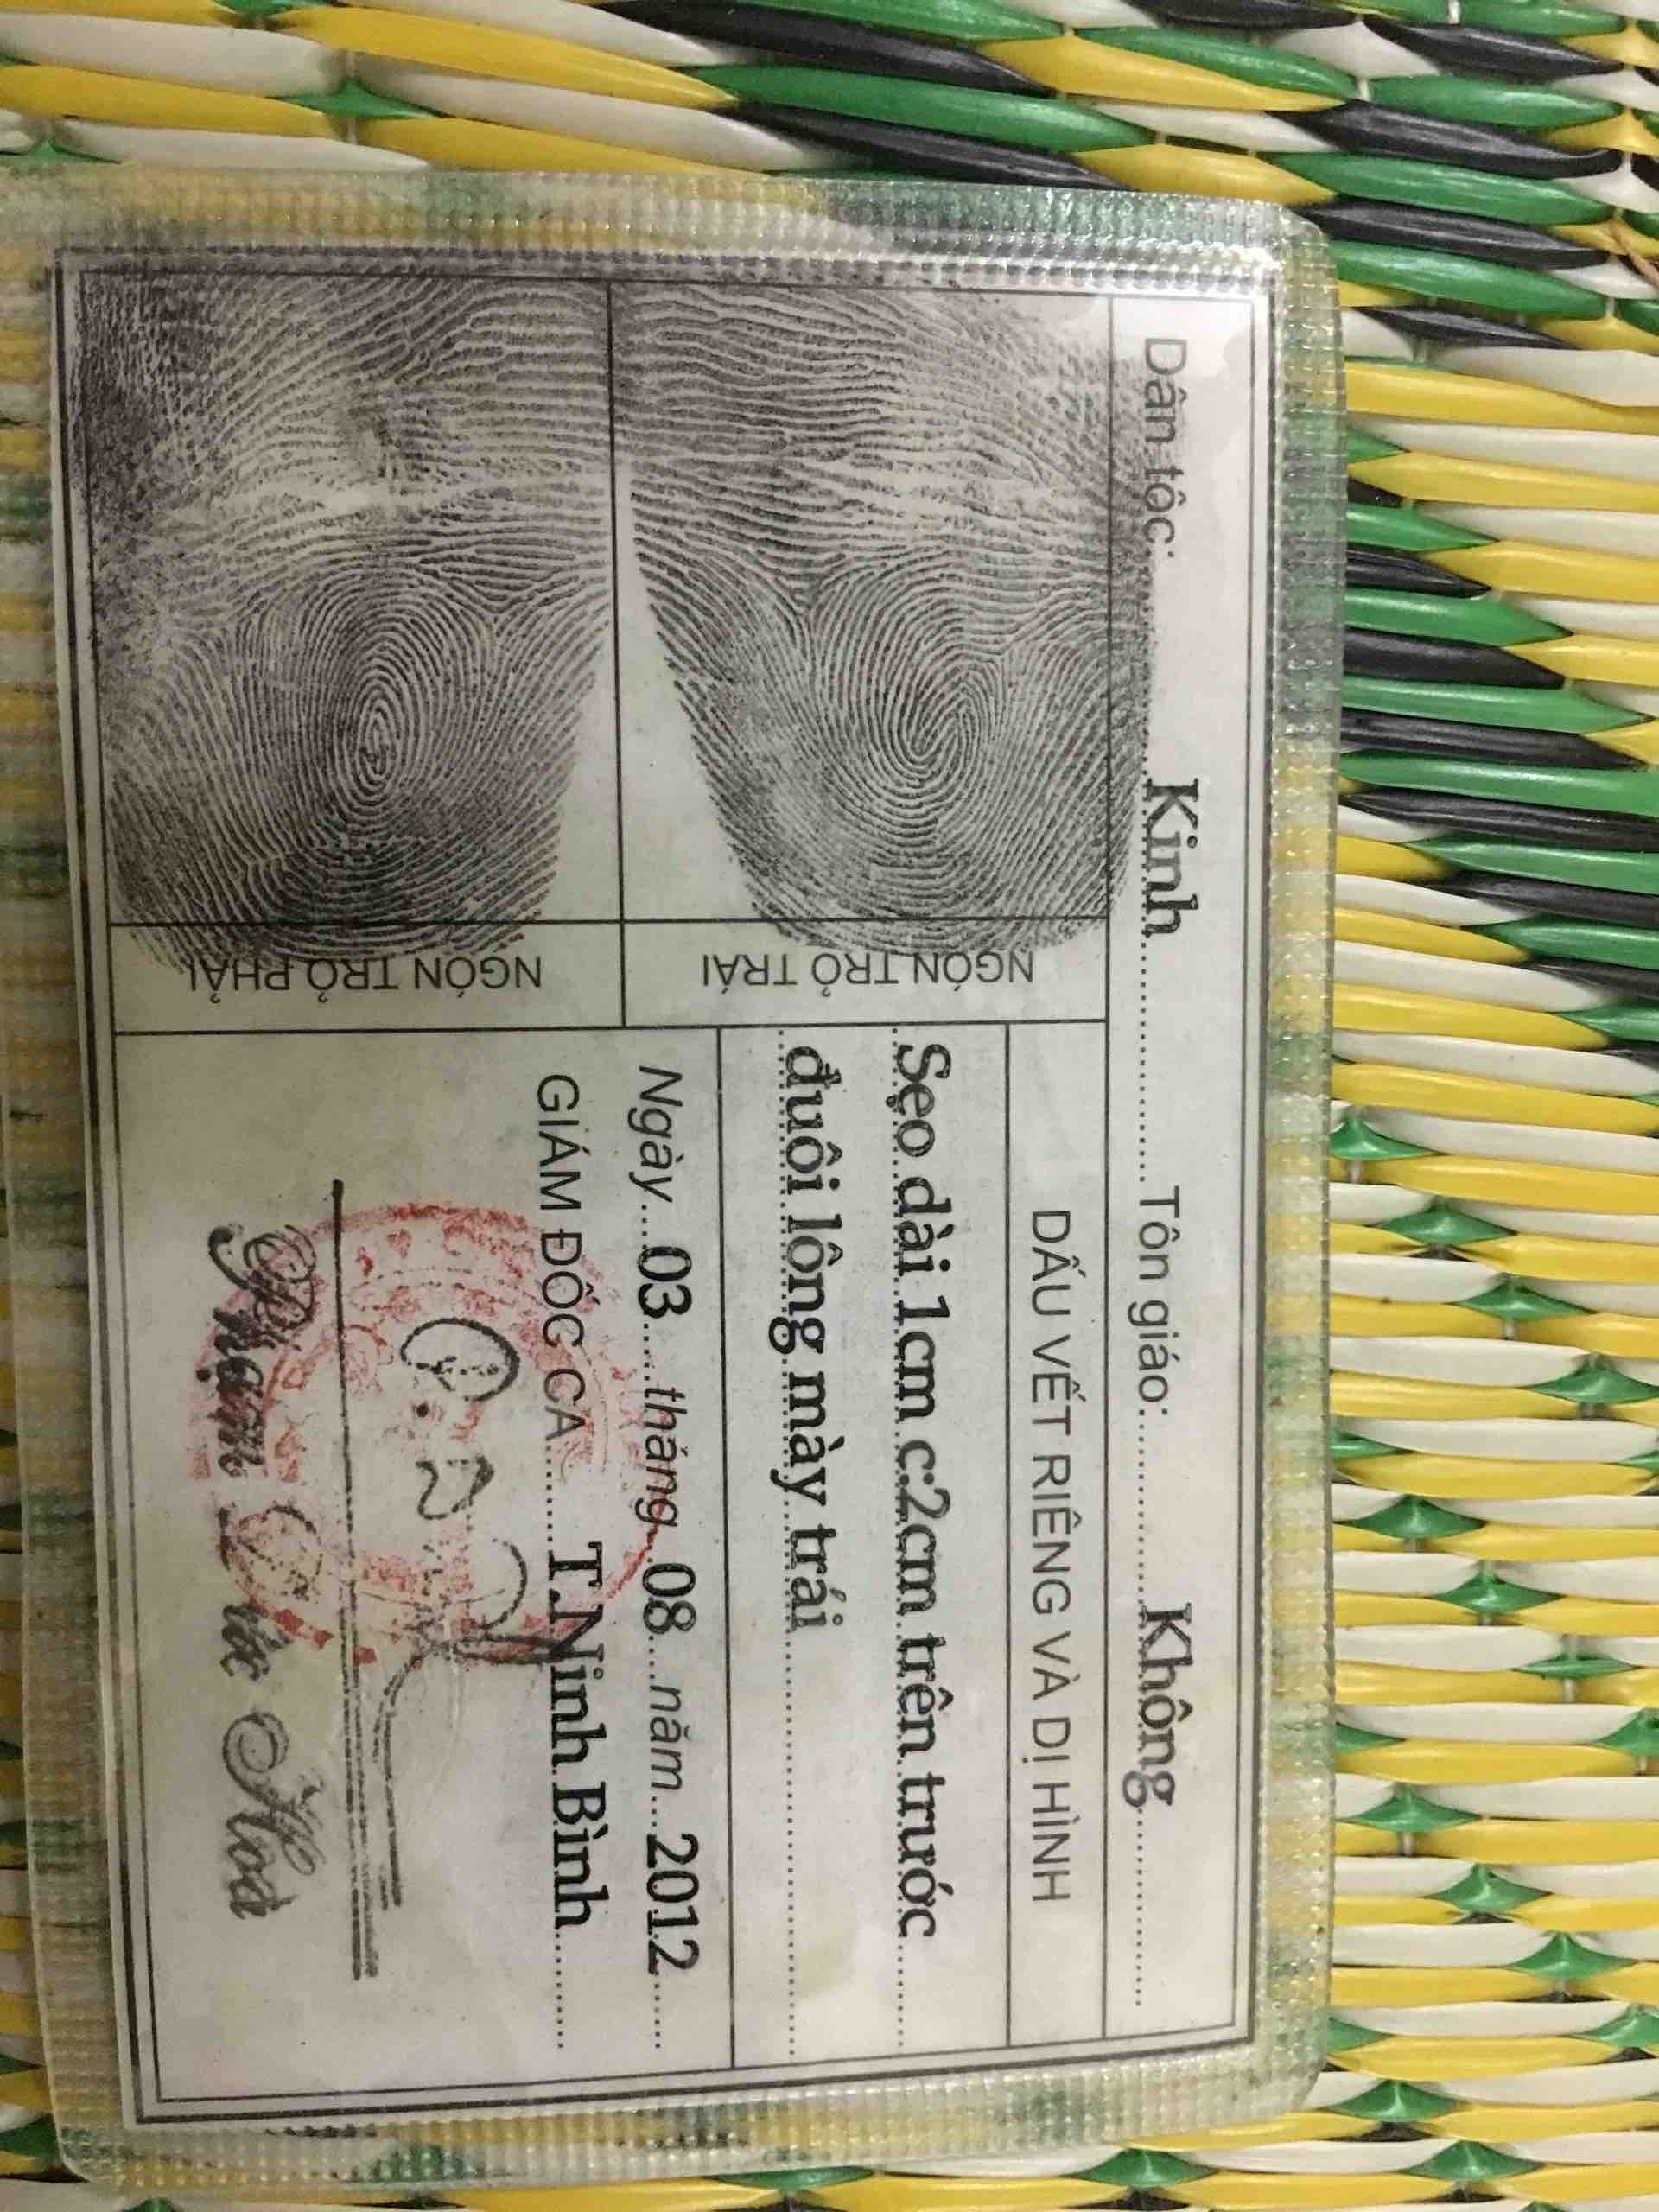 Dân tộc: Kinh Tôn giáo: Không
NGÓN TRỎ TRÁI
NGÓN TRỎ PHẢI
DẤU VẾT RIÊNG VÀ DỊ HÌNH
Sẹo dài 1cm c:2cm trên trước
đuôi lông mày trái
Ngày 03 tháng 08 năm 2012
GIÁM ĐỐC CA T.Ninh Bình
Phạm Hoà